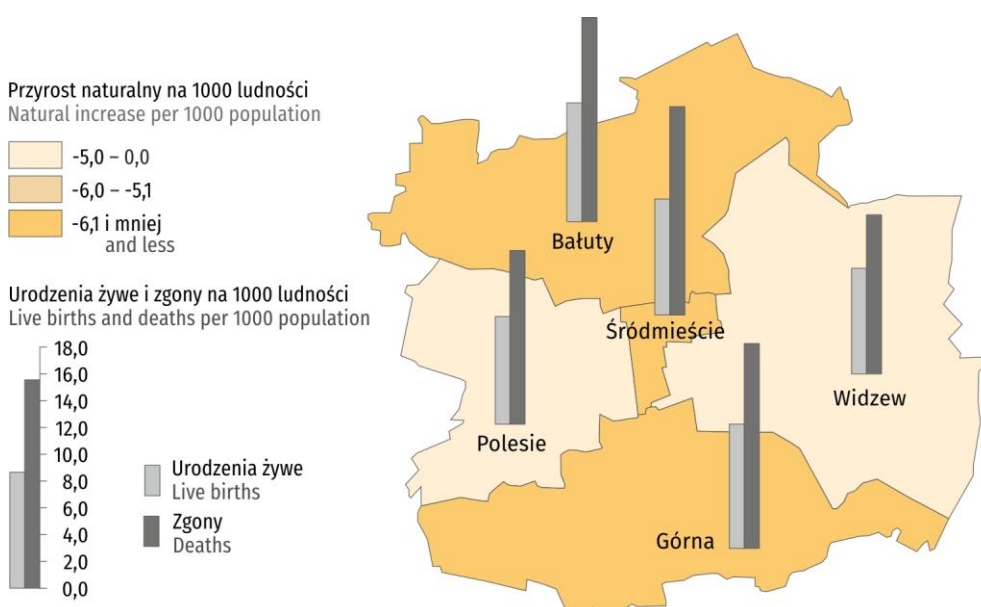 Przyrost naturalny na 1000 ludności
Natural increase per 1000 population
-5,0 – 0,0
-6,0 – -5,1
-6,1 i mniej
and less
Urodzenia żywe i zgony na 1000 ludności
Live births and deaths per 1000 population
18,0
16,0
14,0
12,0
10,0
8,0
6,0
4,0
2,0
0,0
Urodzenia żywe
Live births
Zgony
Deaths
Bałuty
Śródmieście
Widzew
Polesie
Górna